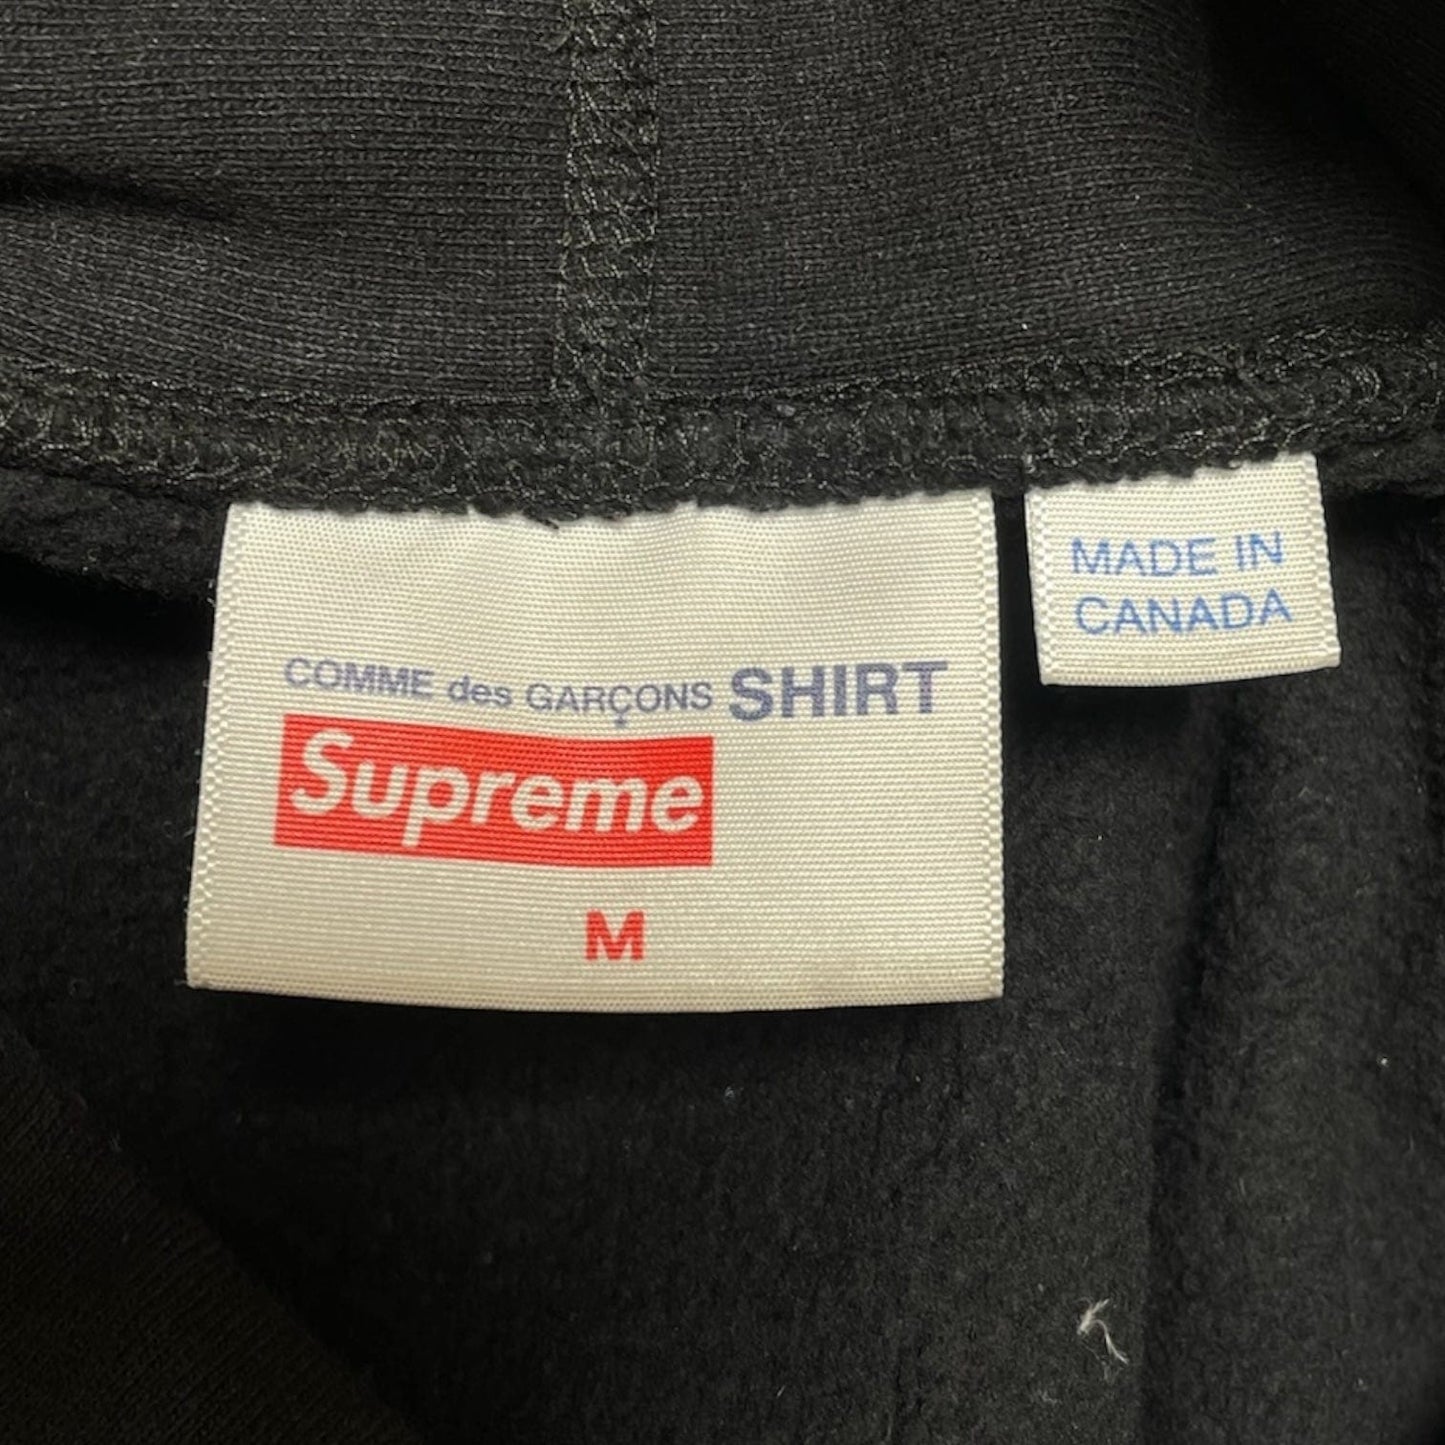 COMME des GARÇONS SHIRT
Supreme
M
MADE IN
CANADA